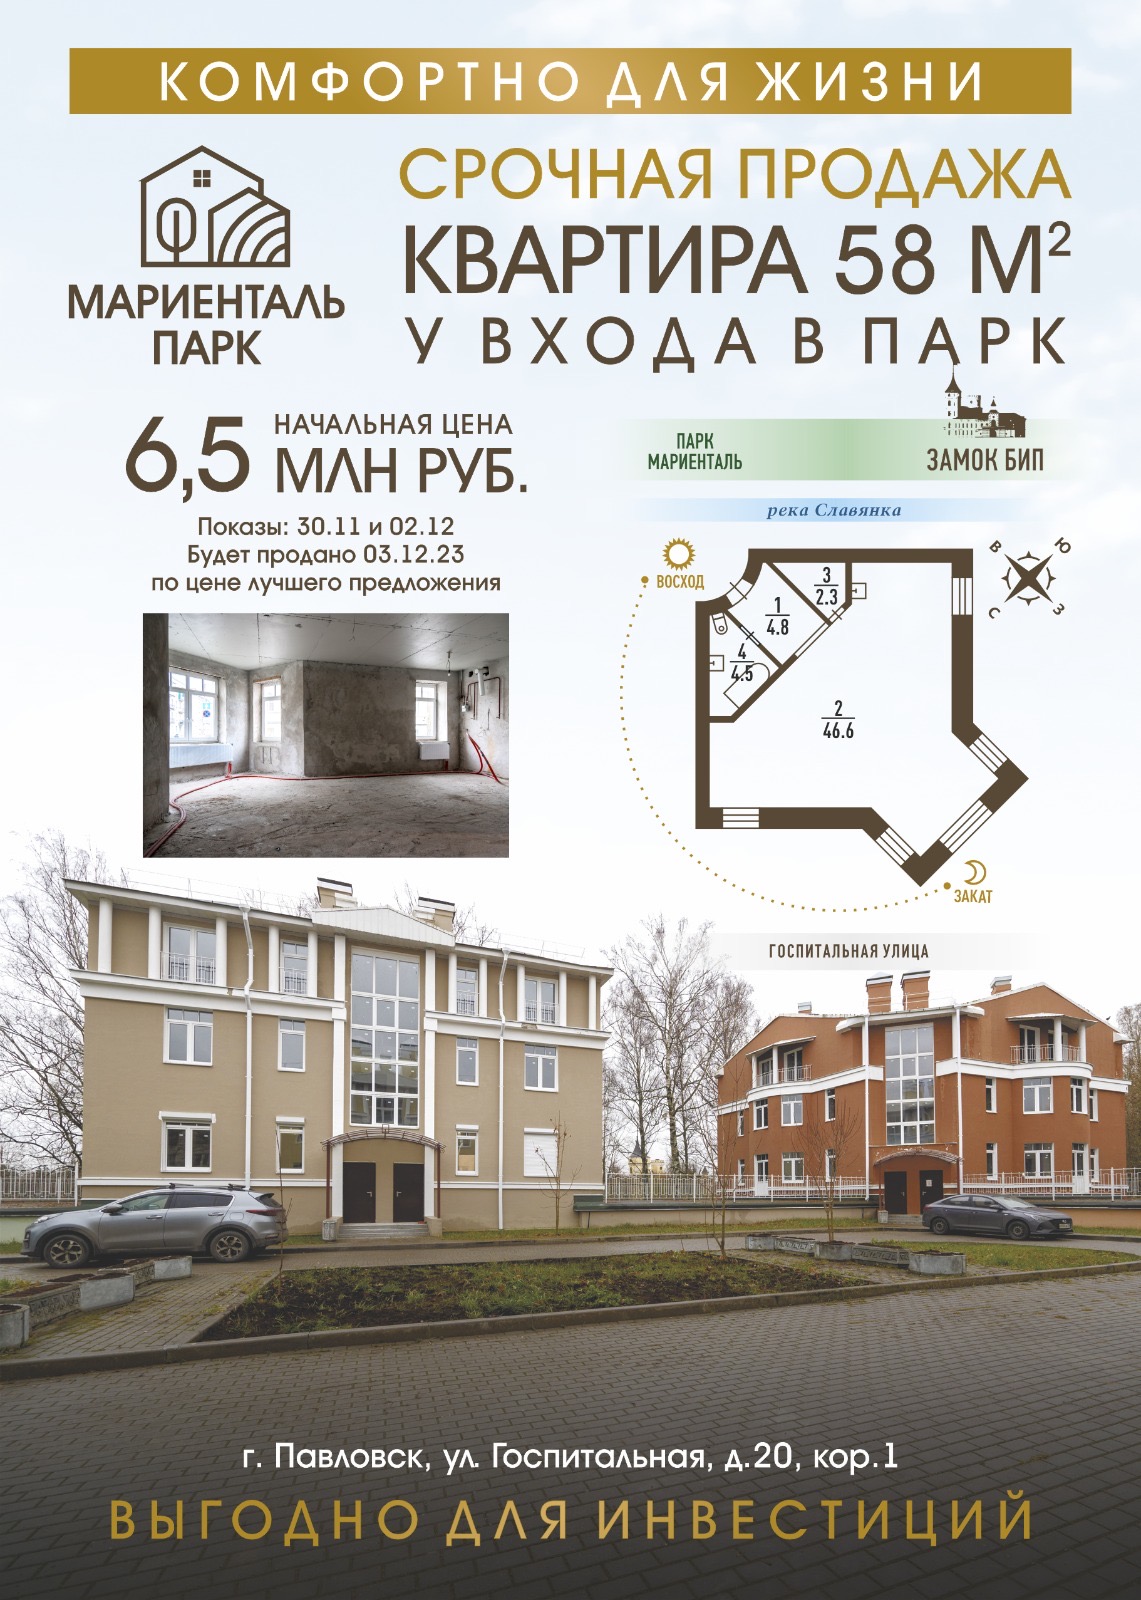 КОМФОРТНО ДЛЯ ЖИЗНИ
МАРИЕНТАЛЬ
ПАРК
СРОЧНАЯ ПРОДАЖА
КВАРТИРА 58 М²
У ВХОДА В ПАРК
6,5 НАЧАЛЬНАЯ ЦЕНА
МЛН РУБ.
Показы: 30.11 и 02.12
Будет продано 03.12.23
по цене лучшего предложения
ПАРК
МАРИЕНТАЛЬ
ЗАМОК БИП
река Славянка
ВОСХОД
В
Ю
С
З
3
2.3
1
4.8
4
4.5
2
46.6
ЗАКАТ
ГОСПИТАЛЬНАЯ УЛИЦА
г. Павловск, ул. Госпитальная, д.20, кор.1
ВЫГОДНО ДЛЯ ИНВЕСТИЦИЙ